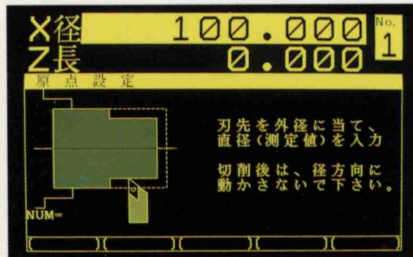 X径 100.000 No. 1
Z長 0.000
原点設定
刃先を外径に当て、
直径(測定値)を入力
切削後は、径方向に
動かさないで下さい。
NUM=